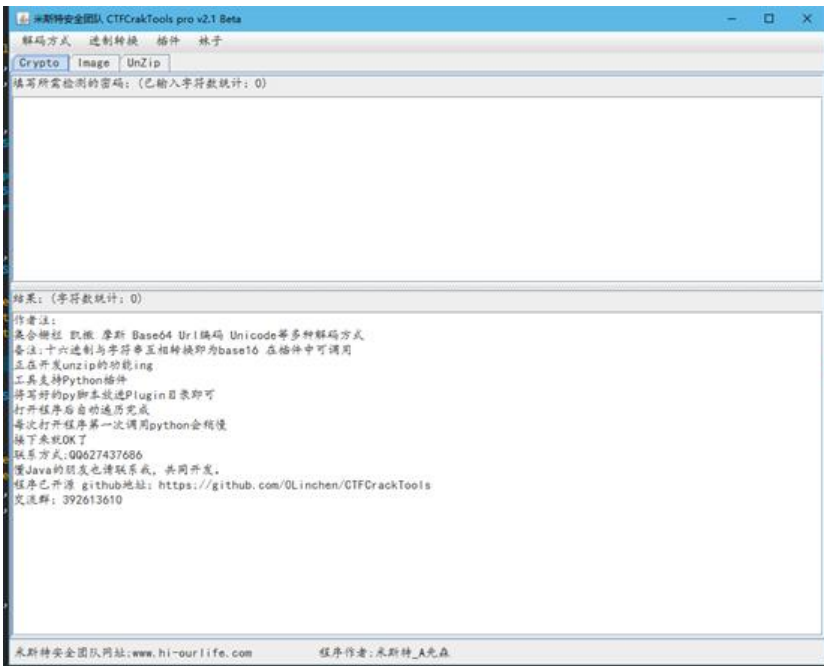 米斯特安全团队 CTFCrakTools pro v2.1 Beta
解码方式 进制转换 插件 妹子
Crypto Image UnZip
填写所需检测的密码:(已输入字符数统计:0)
结果:(字符数统计:0)
作者注:
集合栅栏 凯撒 摩斯 Base64 Url编码 Unicode等多种解码方式
备注:十六进制与字符串互相转换即为base16 在插件中可调用
正在开发unzip的功能ing
工具支持Python插件
将写好的py脚本放进Plugin目录即可
打开程序后自动遍历完成
每次打开程序第一次调用python会稍慢
接下来就OK了
联系方式:QQ627437686
懂Java的朋友也请联系我，共同开发。
程序已开源 github地址: https://github.com/0Linchen/CTFCrackTools
交流群: 392613610
米斯特安全团队网址:www.hi-ourlife.com 程序作者:米斯特_A先森